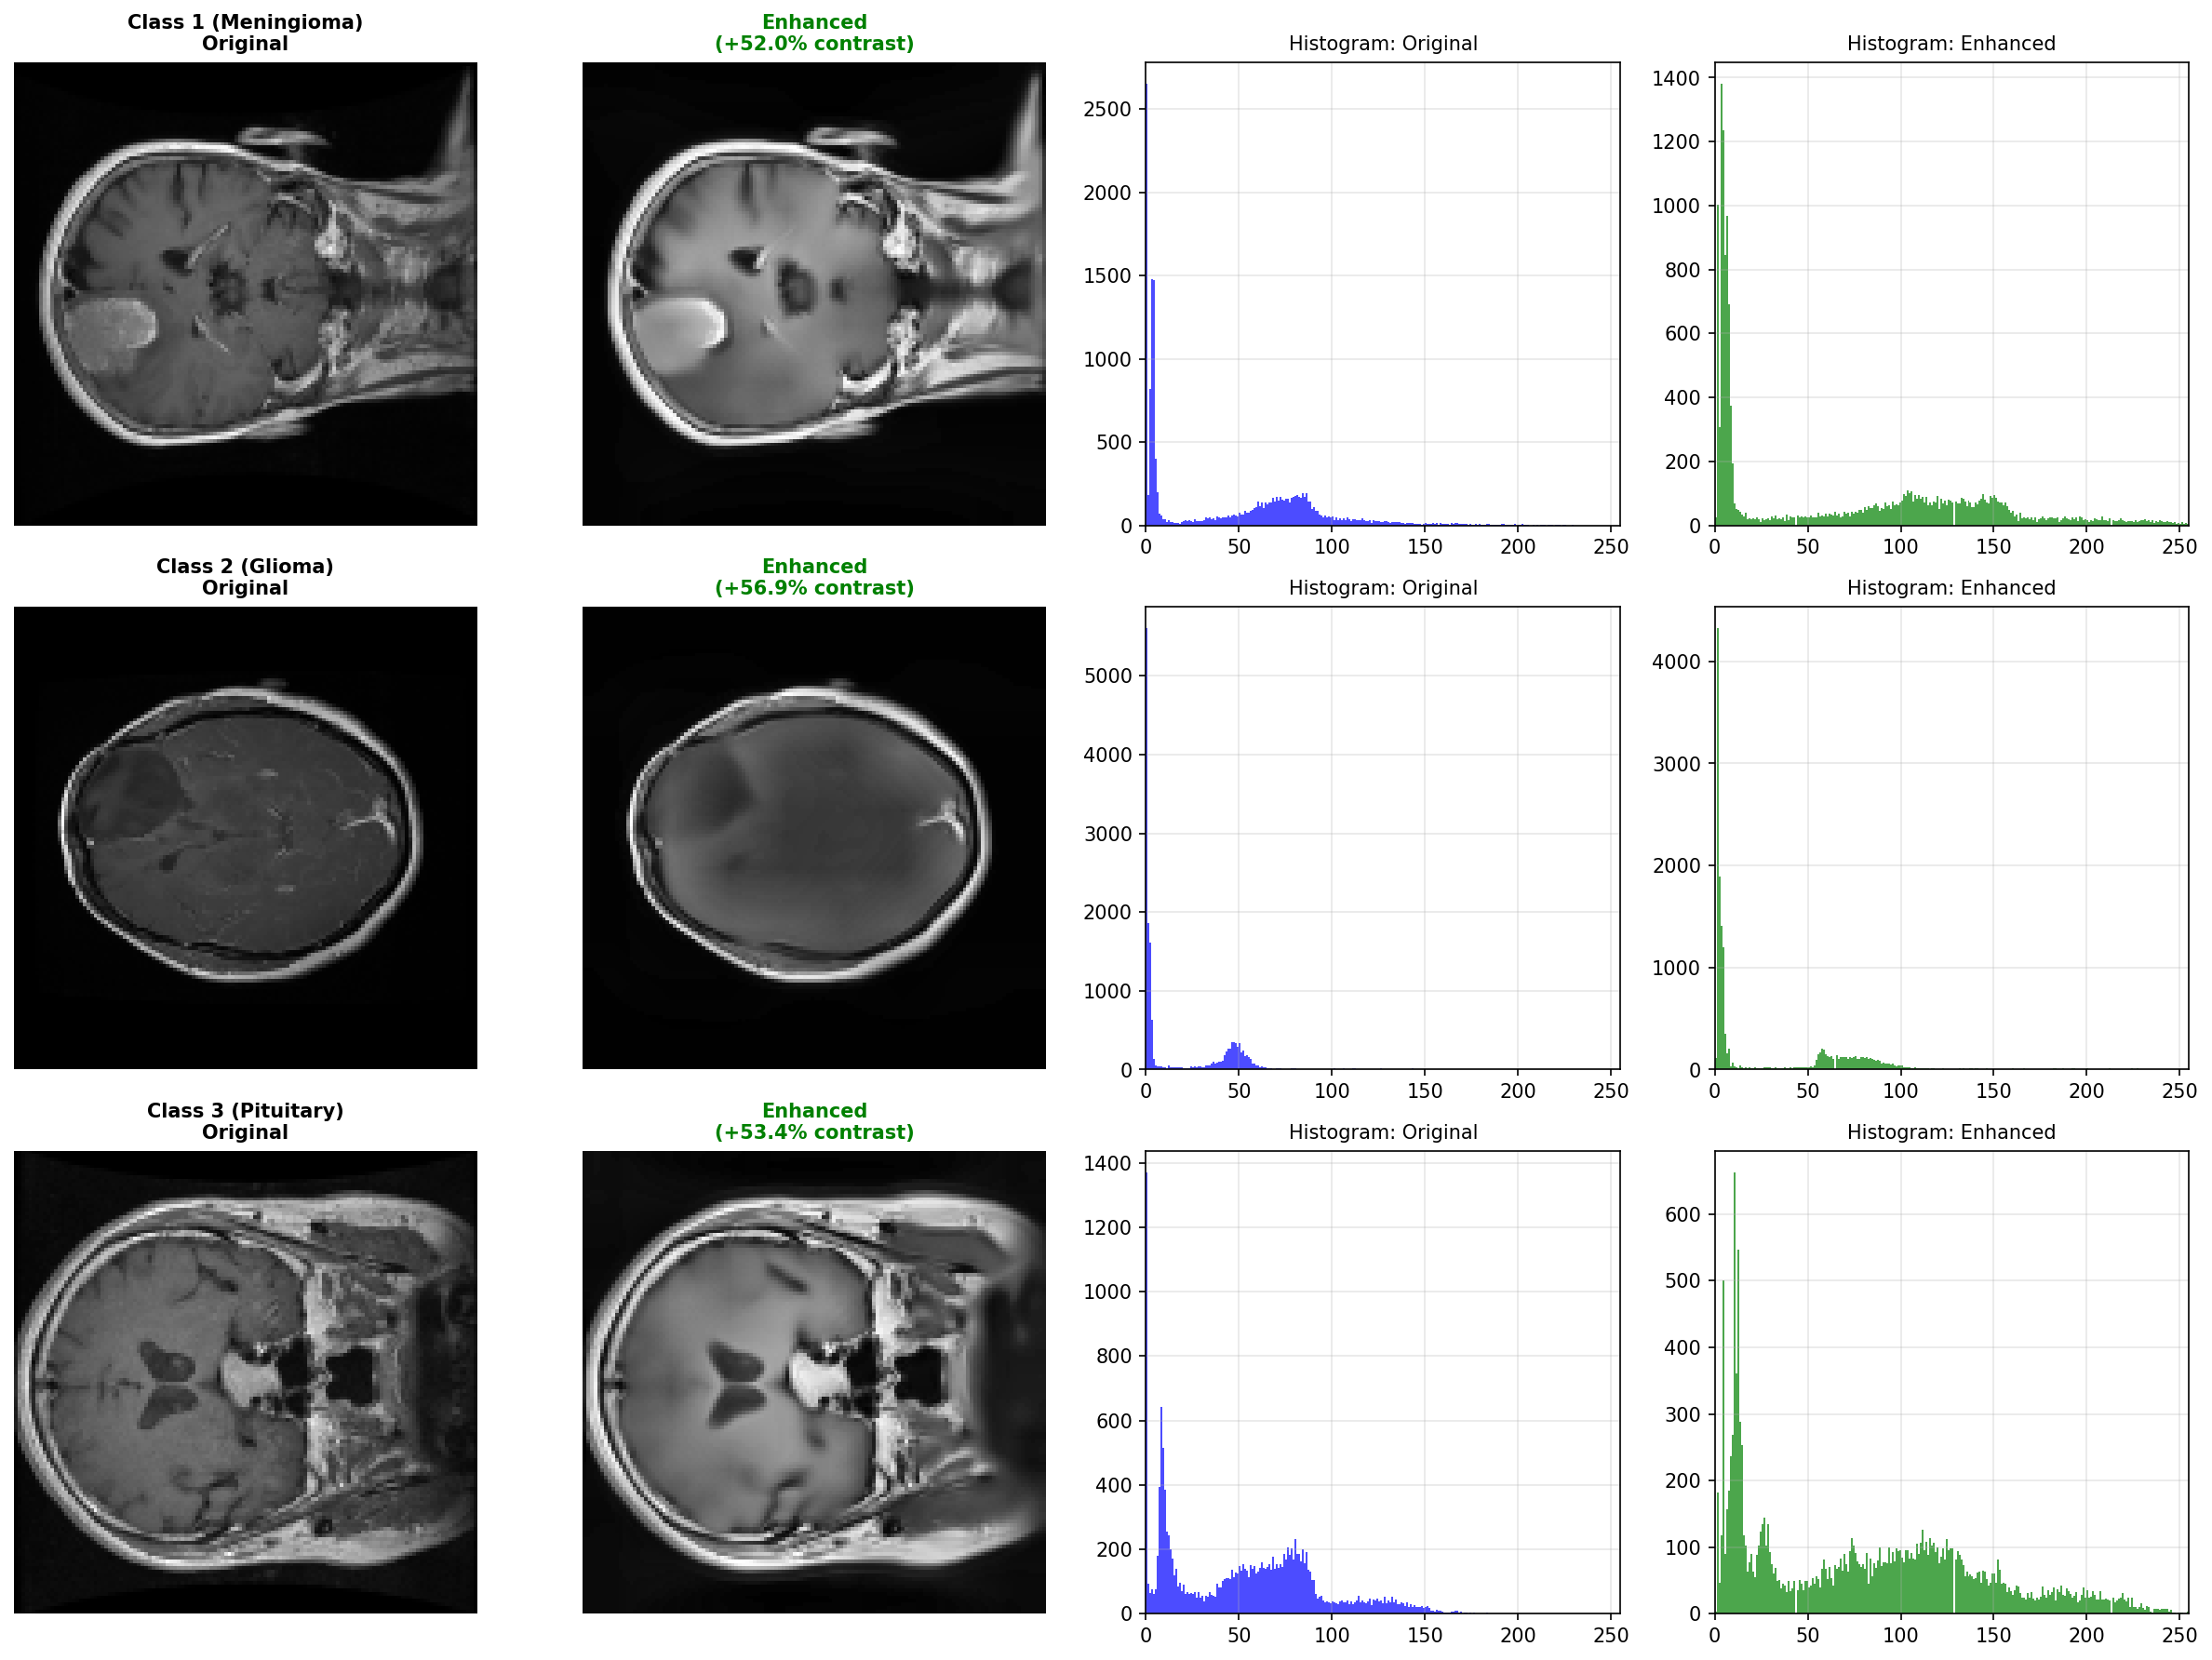 Class 1 (Meningioma)
Original
Enhanced
(+52.0% contrast)
Histogram: Original
Histogram: Enhanced
2500
2000
1500
1000
500
0
0 50 100 150 200 250
1400
1200
1000
800
600
400
200
0
0 50 100 150 200 250
Class 2 (Glioma)
Original
Enhanced
(+56.9% contrast)
Histogram: Original
Histogram: Enhanced
5000
4000
3000
2000
1000
0
0 50 100 150 200 250
4000
3000
2000
1000
0
0 50 100 150 200 250
Class 3 (Pituitary)
Original
Enhanced
(+53.4% contrast)
Histogram: Original
Histogram: Enhanced
1400
1200
1000
800
600
400
200
0
0 50 100 150 200 250
600
500
400
300
200
100
0
0 50 100 150 200 250